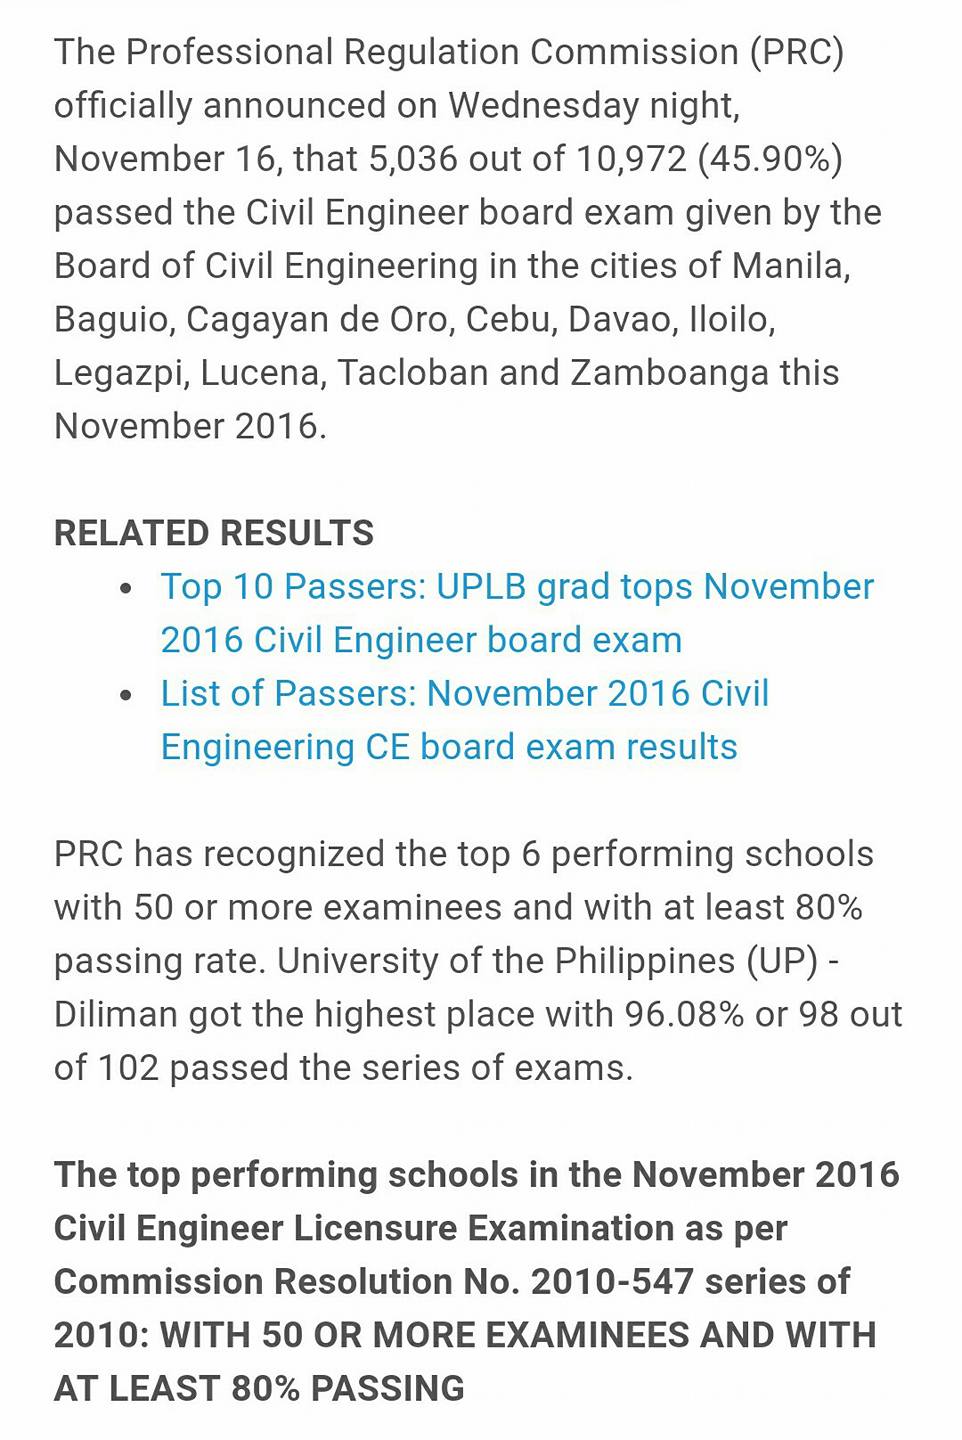 The Professional Regulation Commission (PRC)
officially announced on Wednesday night,
November 16, that 5,036 out of 10,972 (45.90%)
passed the Civil Engineer board exam given by the
Board of Civil Engineering in the cities of Manila,
Baguio, Cagayan de Oro, Cebu, Davao, Iloilo,
Legazpi, Lucena, Tacloban and Zamboanga this
November 2016.
RELATED RESULTS
• Top 10 Passers: UPLB grad tops November
2016 Civil Engineer board exam
• List of Passers: November 2016 Civil
Engineering CE board exam results
PRC has recognized the top 6 performing schools
with 50 or more examinees and with at least 80%
passing rate. University of the Philippines (UP) -
Diliman got the highest place with 96.08% or 98 out
of 102 passed the series of exams.
The top performing schools in the November 2016
Civil Engineer Licensure Examination as per
Commission Resolution No. 2010-547 series of
2010: WITH 50 OR MORE EXAMINEES AND WITH
AT LEAST 80% PASSING